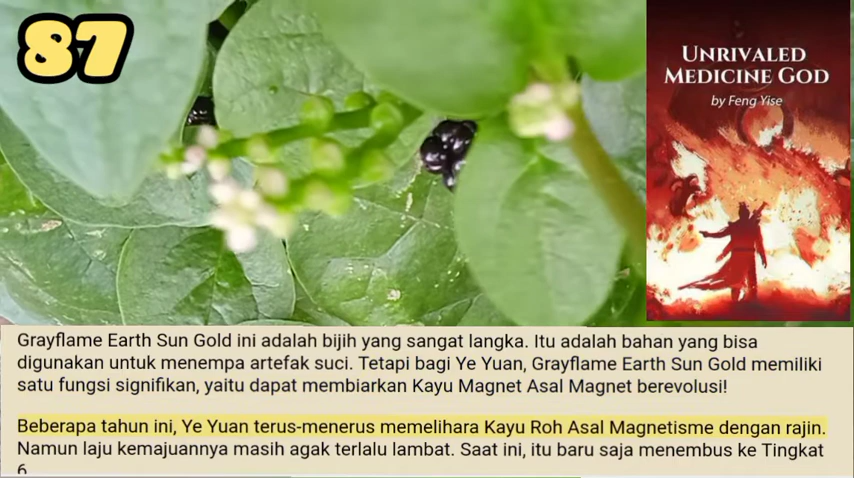 87
UNRIVALED
MEDICINE GOD
by Feng Yise
Grayflame Earth Sun Gold ini adalah bijih yang sangat langka. Itu adalah bahan yang bisa
digunakan untuk menempa artefak suci. Tetapi bagi Ye Yuan, Grayflame Earth Sun Gold memiliki
satu fungsi signifikan, yaitu dapat membiarkan Kayu Magnet Asal Magnet berevolusi!
Beberapa tahun ini, Ye Yuan terus-menerus memelihara Kayu Roh Asal Magnetisme dengan rajin.
Namun laju kemajuannya masih agak terlalu lambat. Saat ini, itu baru saja menembus ke Tingkat
6